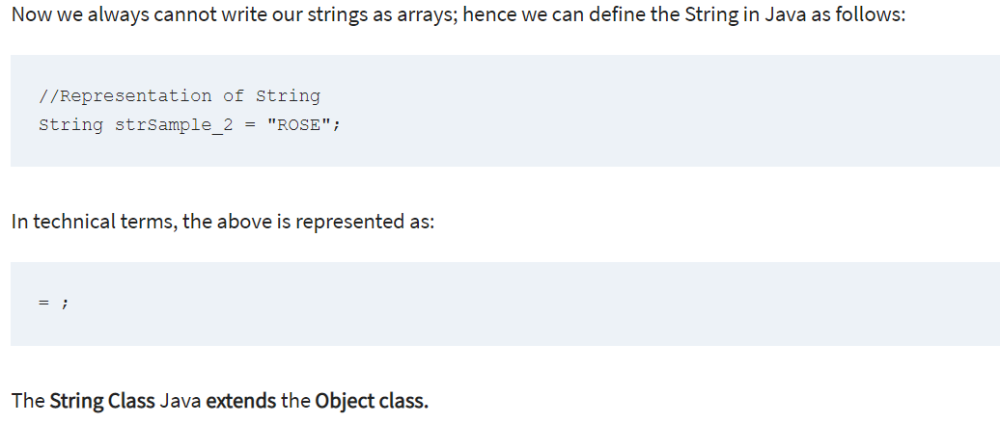 Now we always cannot write our strings as arrays; hence we can define the String in Java as follows:
//Representation of String
String strSample_2 = "ROSE";
In technical terms, the above is represented as:
= ;
The String Class Java extends the Object class.